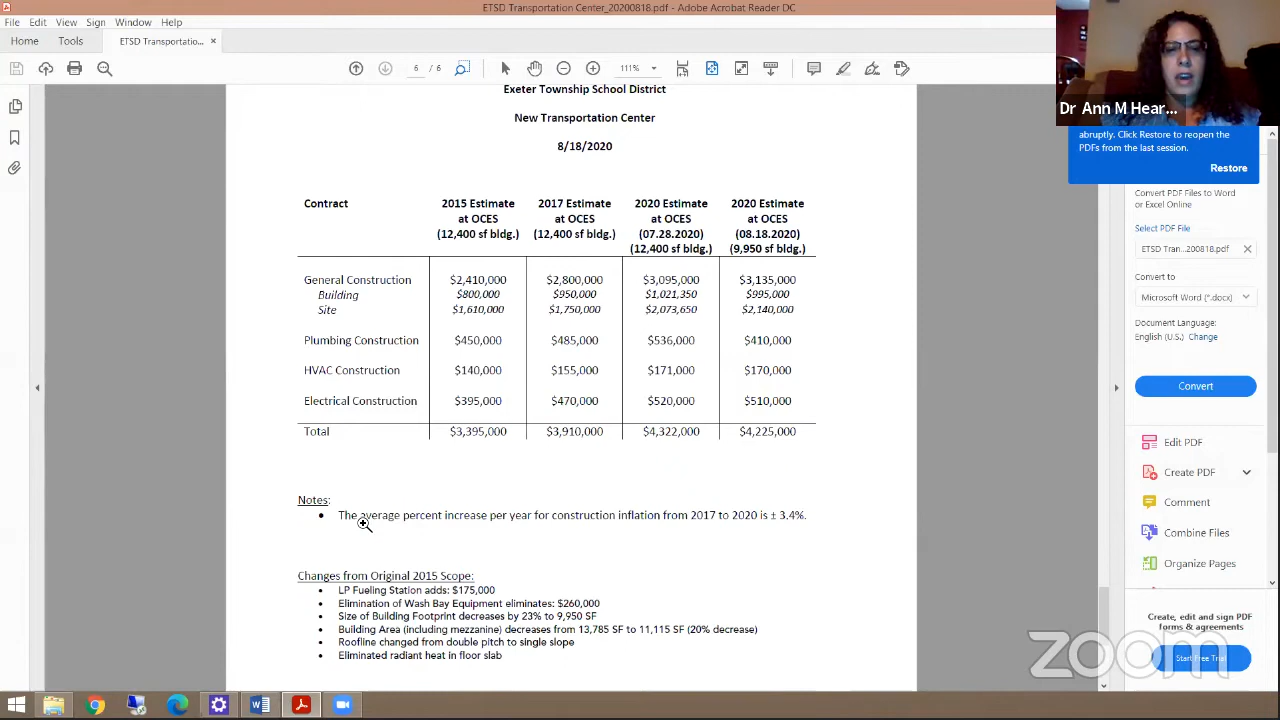 ETSD Transportation Center_20200818.pdf - Adobe Acrobat Reader DC
File Edit View Sign Window Help
Home Tools ETSD Transportatio... ×
6 / 6 111%
Dr Ann M Hear...
abruptly. Click Restore to reopen the
PDFs from the last session.
Restore
Exeter Township School District
New Transportation Center
8/18/2020
Contract 2015 Estimate 2017 Estimate 2020 Estimate 2020 Estimate
at OCES at OCES at OCES at OCES
(12,400 sf bldg.) (12,400 sf bldg.) (07.28.2020) (08.18.2020)
(12,400 sf bldg.) (9,950 sf bldg.)
General Construction $2,410,000 $2,800,000 $3,095,000 $3,135,000
Building $800,000 $950,000 $1,021,350 $995,000
Site $1,610,000 $1,750,000 $2,073,650 $2,140,000
Plumbing Construction $450,000 $485,000 $536,000 $410,000
HVAC Construction $140,000 $155,000 $171,000 $170,000
Electrical Construction $395,000 $470,000 $520,000 $510,000
Total $3,395,000 $3,910,000 $4,322,000 $4,225,000
Notes:
• The average percent increase per year for construction inflation from 2017 to 2020 is ± 3.4%.
Changes from Original 2015 Scope:
• LP Fueling Station adds: $175,000
• Elimination of Wash Bay Equipment eliminates: $260,000
• Size of Building Footprint decreases by 23% to 9,950 SF
• Building Area (including mezzanine) decreases from 13,785 SF to 11,115 SF (20% decrease)
• Roofline changed from double pitch to single slope
• Eliminated radiant heat in floor slab
Convert PDF Files to Word
or Excel Online
Select PDF File
ETSD Tran...200818.pdf
Convert to
Microsoft Word (*.docx)
Document Language:
English (U.S.) Change
Convert
Edit PDF
Create PDF
Comment
Combine Files
Organize Pages
Create, edit and sign PDF
forms & agreements
Start Free Trial
zoom